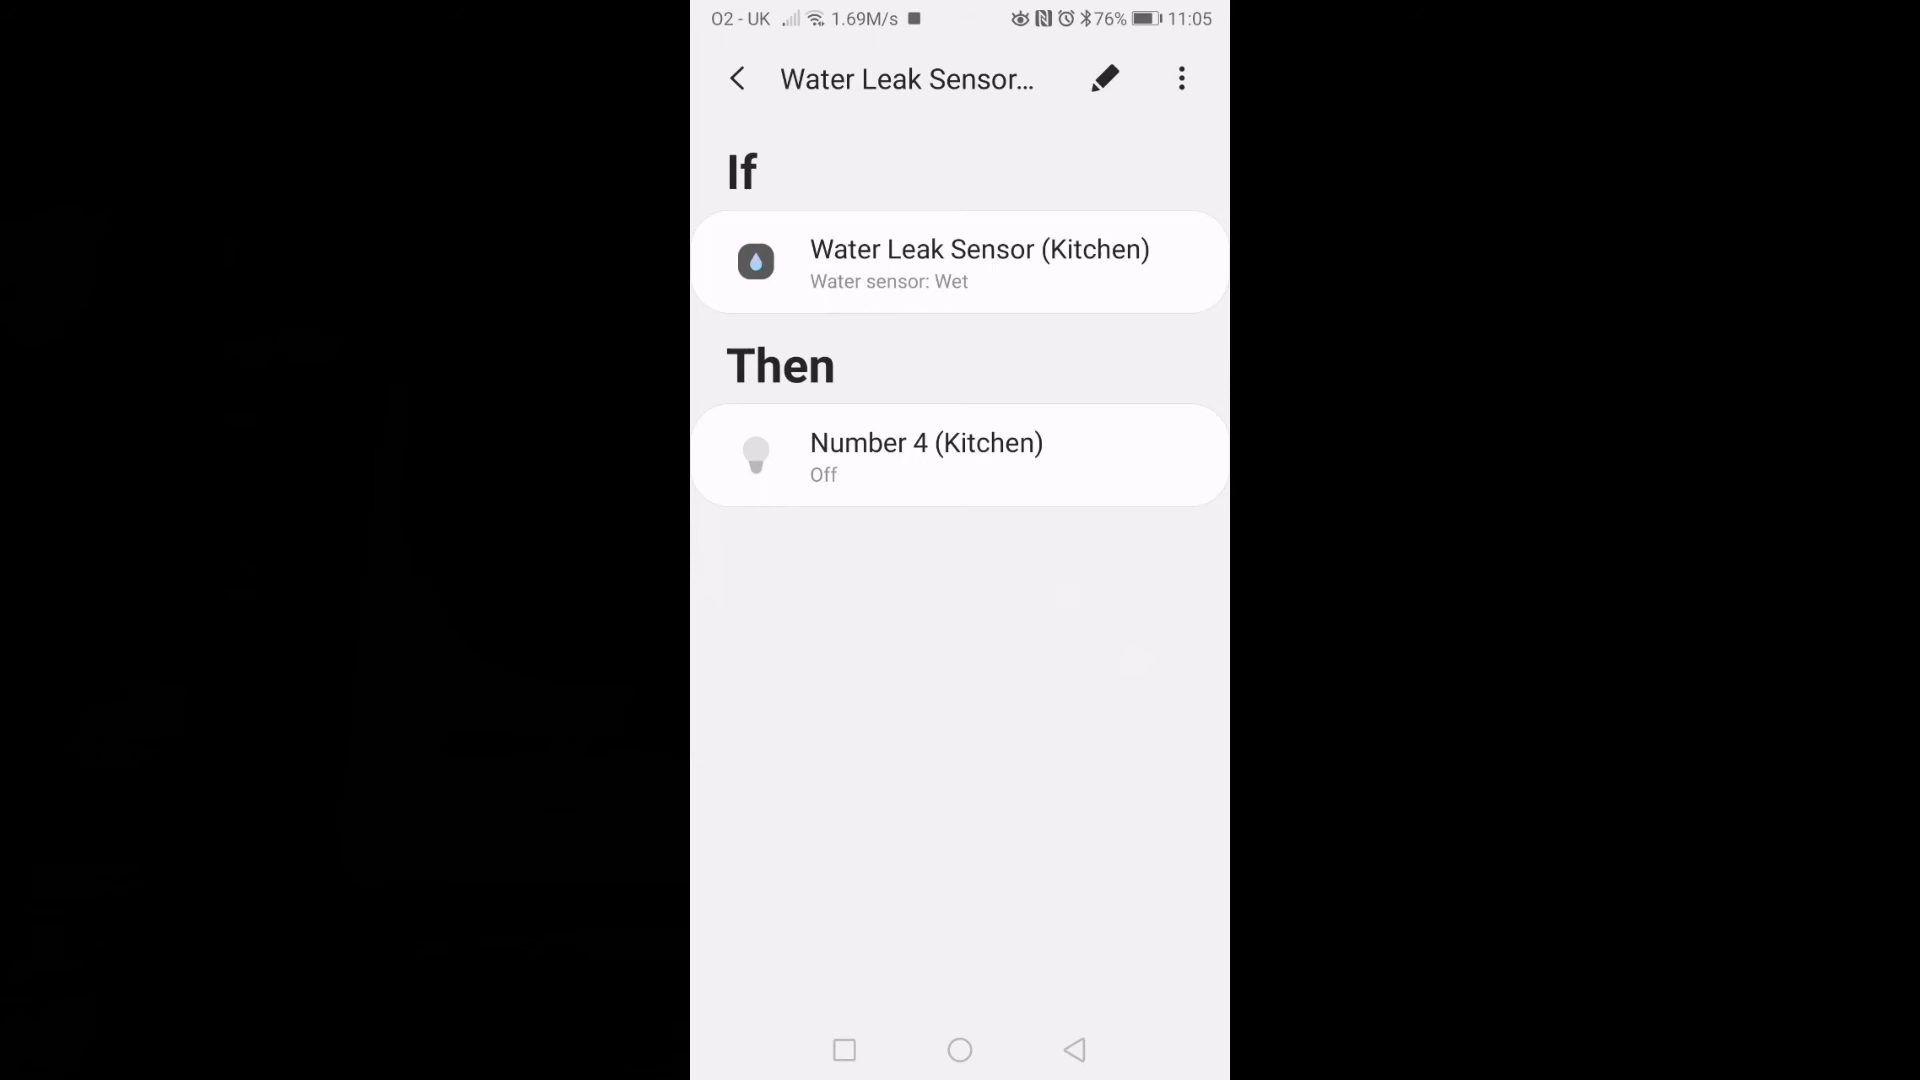 O2 - UK 1.69M/s 76% 11:05
Water Leak Sensor...
If
Water Leak Sensor (Kitchen)
Water sensor: Wet
Then
Number 4 (Kitchen)
Off